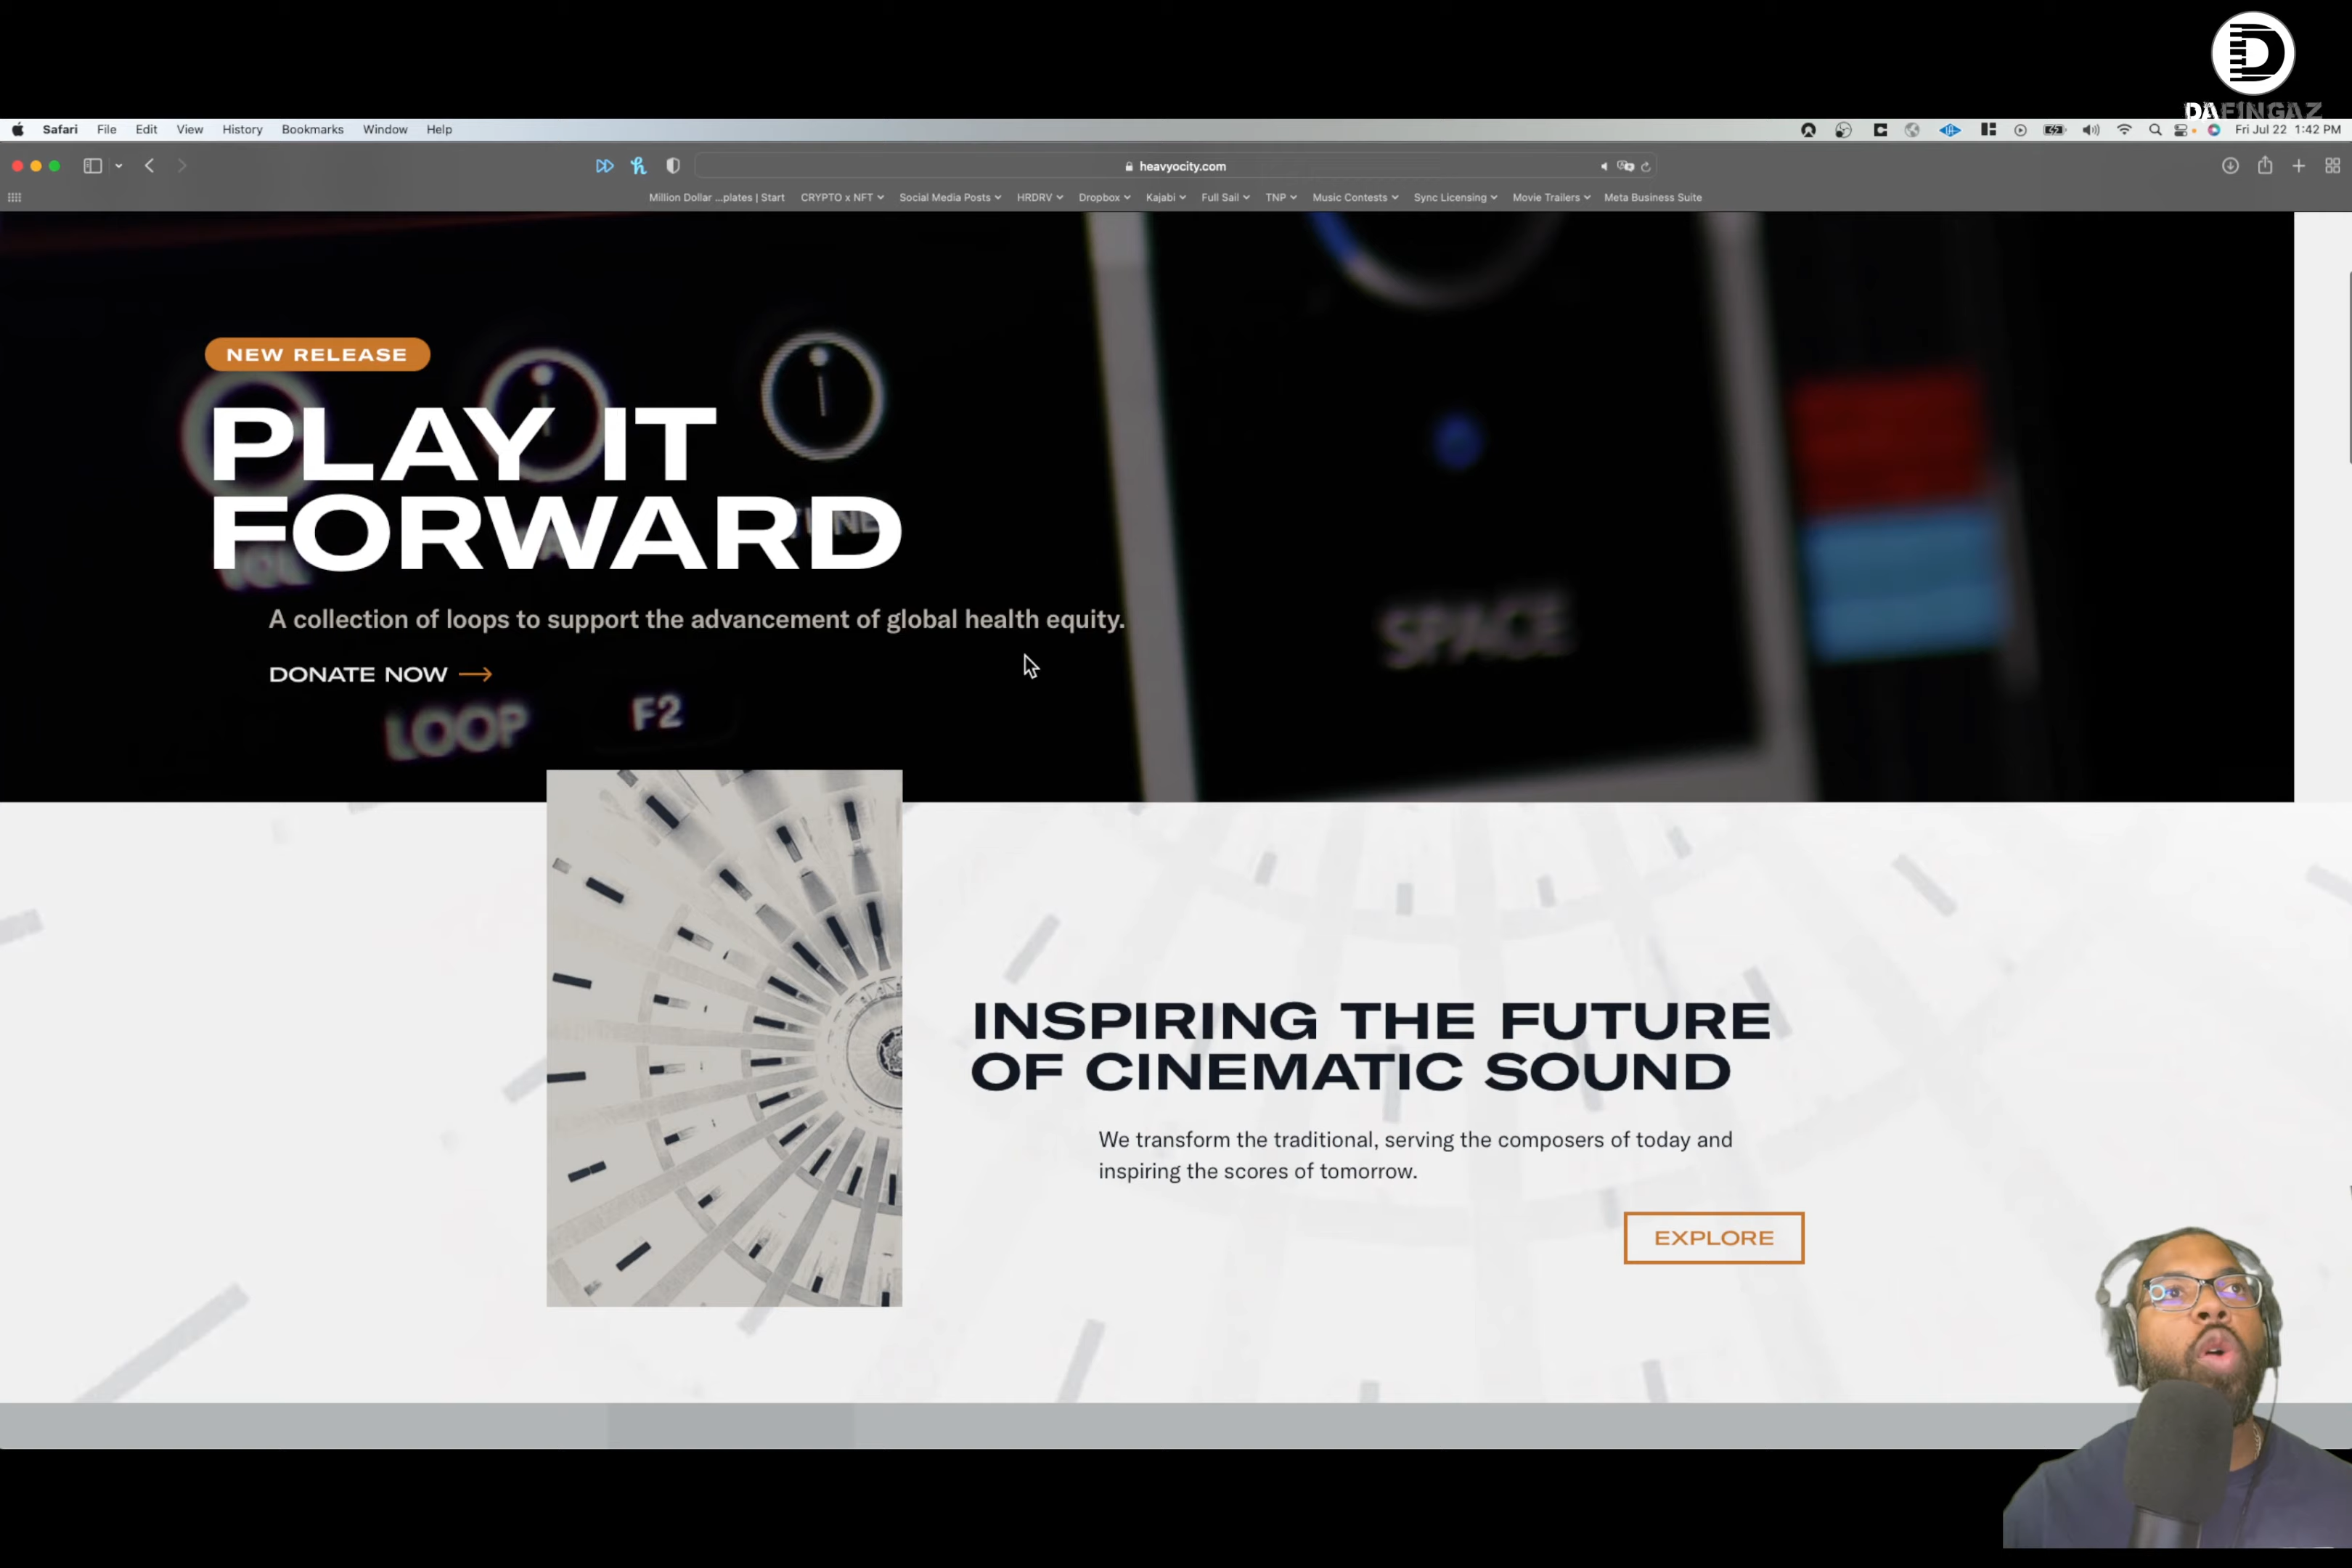 D
DAFINGAZ
Safari File Edit View History Bookmarks Window Help
Fri Jul 22 1:42 PM
heavyocity.com
Million Dollar ...plates | Start CRYPTO x NFT Social Media Posts HRDRV Dropbox Kajabi Full Sail TNP Music Contests Sync Licensing Movie Trailers Meta Business Suite
NEW RELEASE
PLAY IT
FORWARD
VOL
TUNE
A collection of loops to support the advancement of global health equity.
SPACE
DONATE NOW →
LOOP F2
INSPIRING THE FUTURE
OF CINEMATIC SOUND
We transform the traditional, serving the composers of today and
inspiring the scores of tomorrow.
EXPLORE